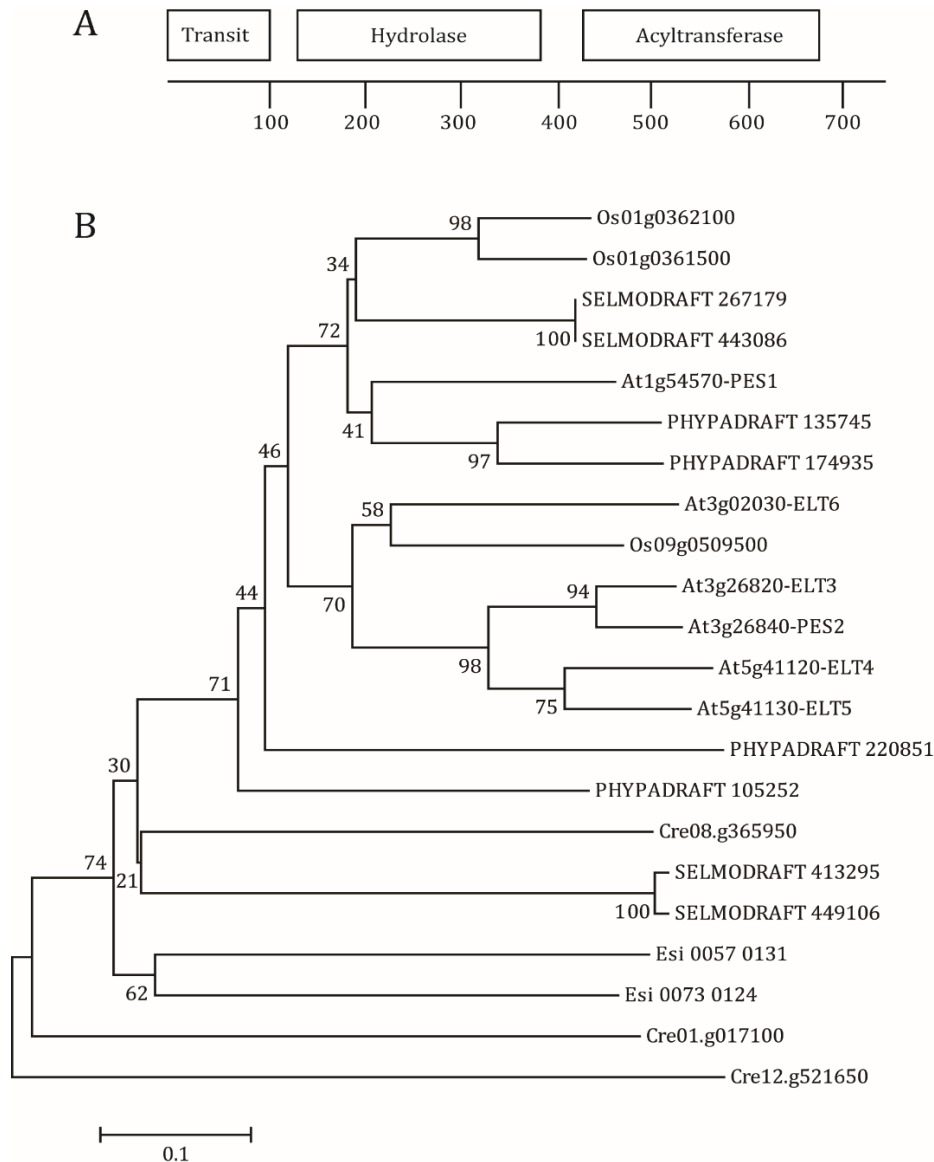 A
Transit
Hydrolase
Acyltransferase
100 200 300 400 500 600 700
B
98
Os01g0362100
Os01g0361500
34
SELMODRAFT 267179
100
SELMODRAFT 443086
72
At1g54570-PES1
41
PHYPADRAFT 135745
97
PHYPADRAFT 174935
46
58
At3g02030-ELT6
Os09g0509500
44
70
94
At3g26820-ELT3
At3g26840-PES2
98
At5g41120-ELT4
75
At5g41130-ELT5
71
PHYPADRAFT 220851
30
PHYPADRAFT 105252
Cre08.g365950
74
21
SELMODRAFT 413295
100
SELMODRAFT 449106
Esi 0057 0131
62
Esi 0073 0124
Cre01.g017100
Cre12.g521650
0.1